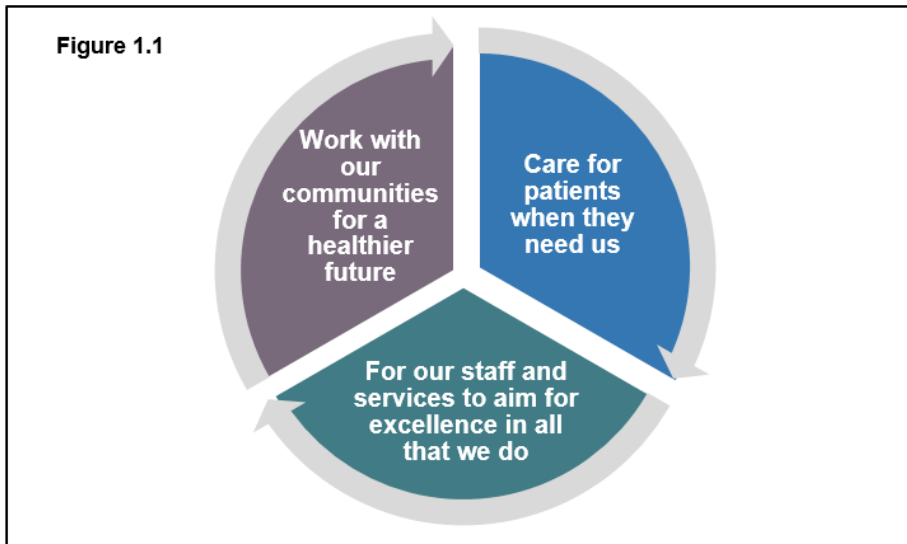 Figure 1.1
Work with
our
communities
for a
healthier
future
Care for
patients
when they
need us
For our staff and
services to aim for
excellence in all
that we do